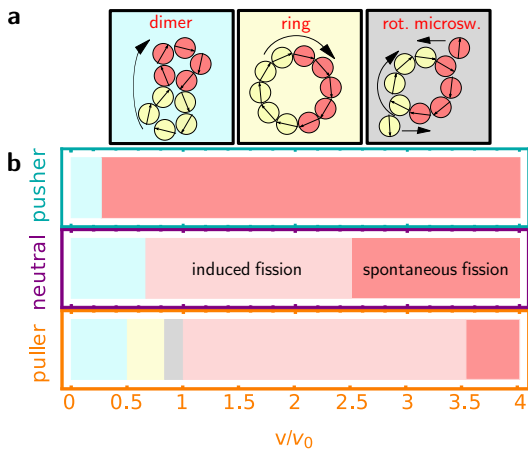 a
dimer
ring
rot. microsw.
b
pusher
neutral
induced fission
spontaneous fission
puller
0 0.5 1 1.5 2 2.5 3 3.5 4
v/v₀